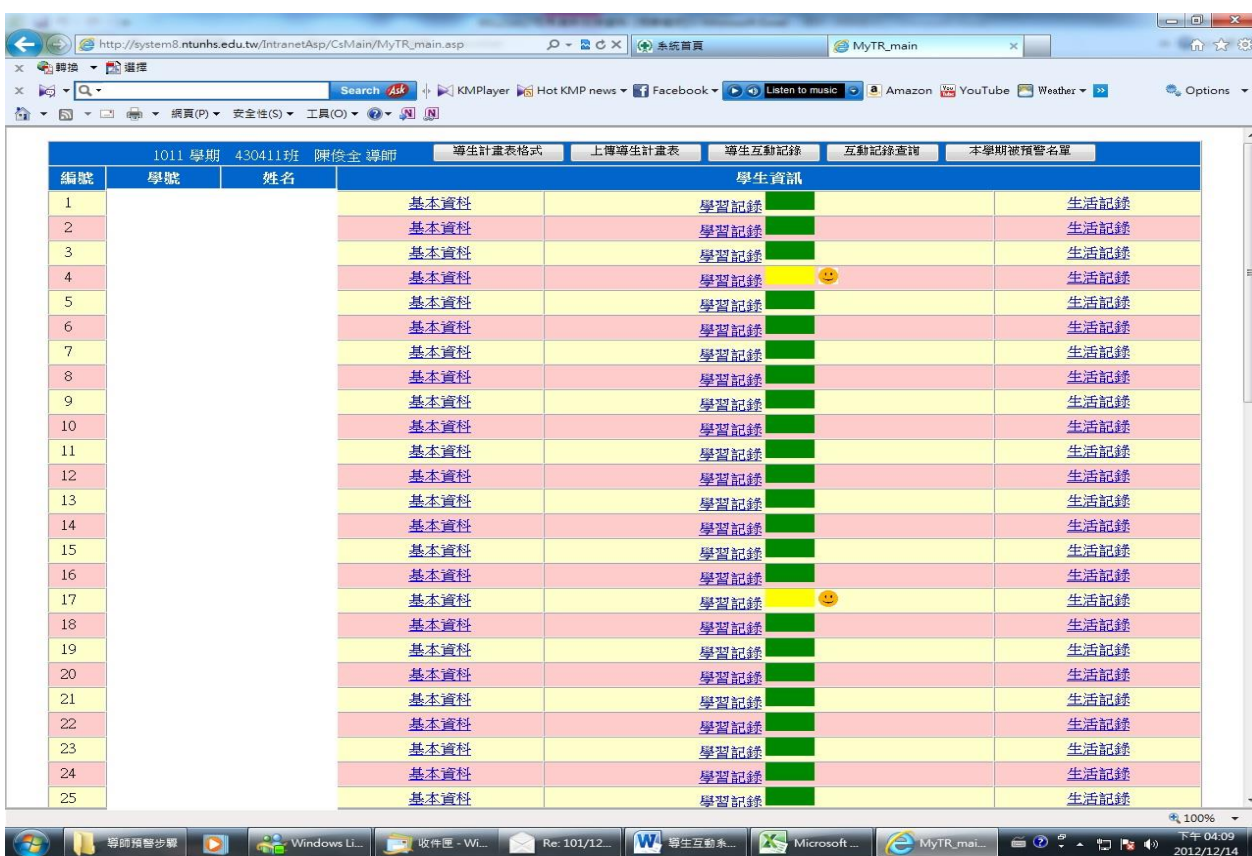 http://system8.ntunhs.edu.tw/IntranetAsp/CsMain/MyTR_main.asp 系統首頁 MyTR_main
轉換 選擇
Search Ask KMPlayer Hot KMP news Facebook Listen to music Amazon YouTube Weather Options
網頁(P) 安全性(S) 工具(O)
1011 學期 430411班 陳俊全 導師 導生計畫表格式 上傳導生計畫表 導生互動記錄 互動記錄查詢 本學期被預警名單
編號 學號 姓名 學生資訊
1 基本資料 學習記錄 生活記錄
2 基本資料 學習記錄 生活記錄
3 基本資料 學習記錄 生活記錄
4 基本資料 學習記錄 生活記錄
5 基本資料 學習記錄 生活記錄
6 基本資料 學習記錄 生活記錄
7 基本資料 學習記錄 生活記錄
8 基本資料 學習記錄 生活記錄
9 基本資料 學習記錄 生活記錄
10 基本資料 學習記錄 生活記錄
11 基本資料 學習記錄 生活記錄
12 基本資料 學習記錄 生活記錄
13 基本資料 學習記錄 生活記錄
14 基本資料 學習記錄 生活記錄
15 基本資料 學習記錄 生活記錄
16 基本資料 學習記錄 生活記錄
17 基本資料 學習記錄 生活記錄
18 基本資料 學習記錄 生活記錄
19 基本資料 學習記錄 生活記錄
20 基本資料 學習記錄 生活記錄
21 基本資料 學習記錄 生活記錄
22 基本資料 學習記錄 生活記錄
23 基本資料 學習記錄 生活記錄
24 基本資料 學習記錄 生活記錄
25 基本資料 學習記錄 生活記錄
100%
導師預警步驟 Windows Li... 收件匣 - Wi... Re: 101/12... 導生互動系... Microsoft ... MyTR_mai... 下午 04:09
2012/12/14